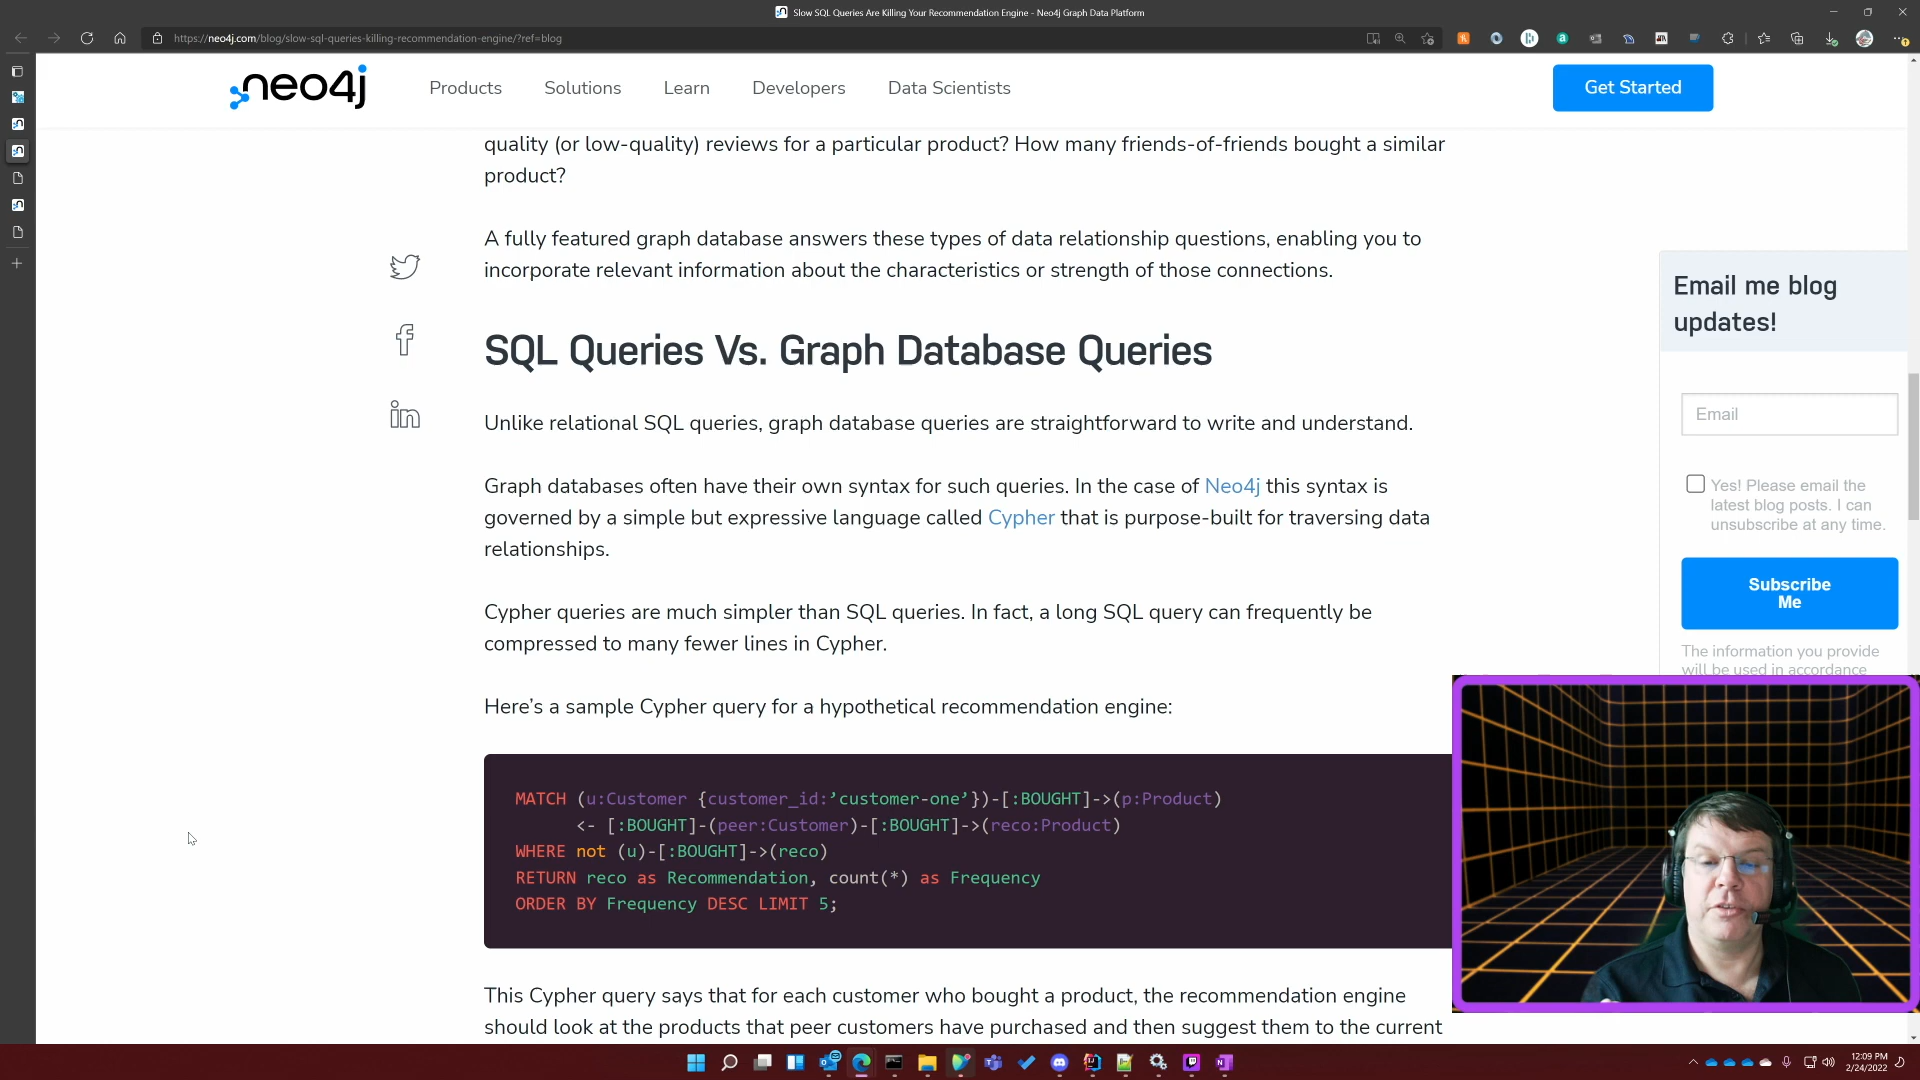 Slow SQL Queries Are Killing Your Recommendation Engine - Neo4j Graph Data Platform
https://neo4j.com/blog/slow-sql-queries-killing-recommendation-engine/?ref=blog
neo4j
Products
Solutions
Learn
Developers
Data Scientists
Get Started
quality (or low-quality) reviews for a particular product? How many friends-of-friends bought a similar
product?
A fully featured graph database answers these types of data relationship questions, enabling you to
incorporate relevant information about the characteristics or strength of those connections.
SQL Queries Vs. Graph Database Queries
Unlike relational SQL queries, graph database queries are straightforward to write and understand.
Graph databases often have their own syntax for such queries. In the case of Neo4j this syntax is
governed by a simple but expressive language called Cypher that is purpose-built for traversing data
relationships.
Cypher queries are much simpler than SQL queries. In fact, a long SQL query can frequently be
compressed to many fewer lines in Cypher.
Here’s a sample Cypher query for a hypothetical recommendation engine:
MATCH (u:Customer {customer_id:’customer-one’})-[:BOUGHT]->(p:Product)
<- [:BOUGHT]-(peer:Customer)-[:BOUGHT]->(reco:Product)
WHERE not (u)-[:BOUGHT]->(reco)
RETURN reco as Recommendation, count(*) as Frequency
ORDER BY Frequency DESC LIMIT 5;
This Cypher query says that for each customer who bought a product, the recommendation engine
should look at the products that peer customers have purchased and then suggest them to the current
Email me blog
updates!
Email
Yes! Please email the
latest blog posts. I can
unsubscribe at any time.
Subscribe
Me
The information you provide
will be used in accordance
12:09 PM
2/24/2022